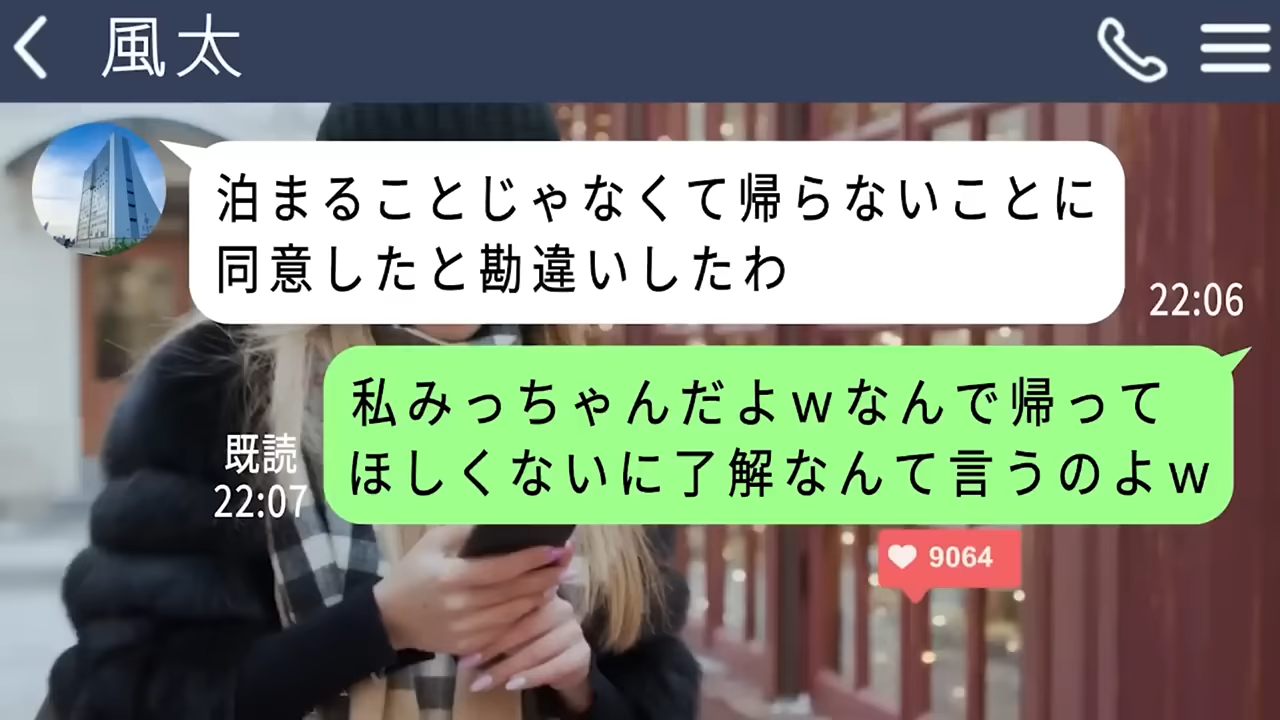 風太
泊まることじゃなくて帰らないことに
同意したと勘違いしたわ
22:06
私みっちゃんだよｗなんで帰って
ほしくないに了解なんて言うのよｗ
既読
22:07
9064